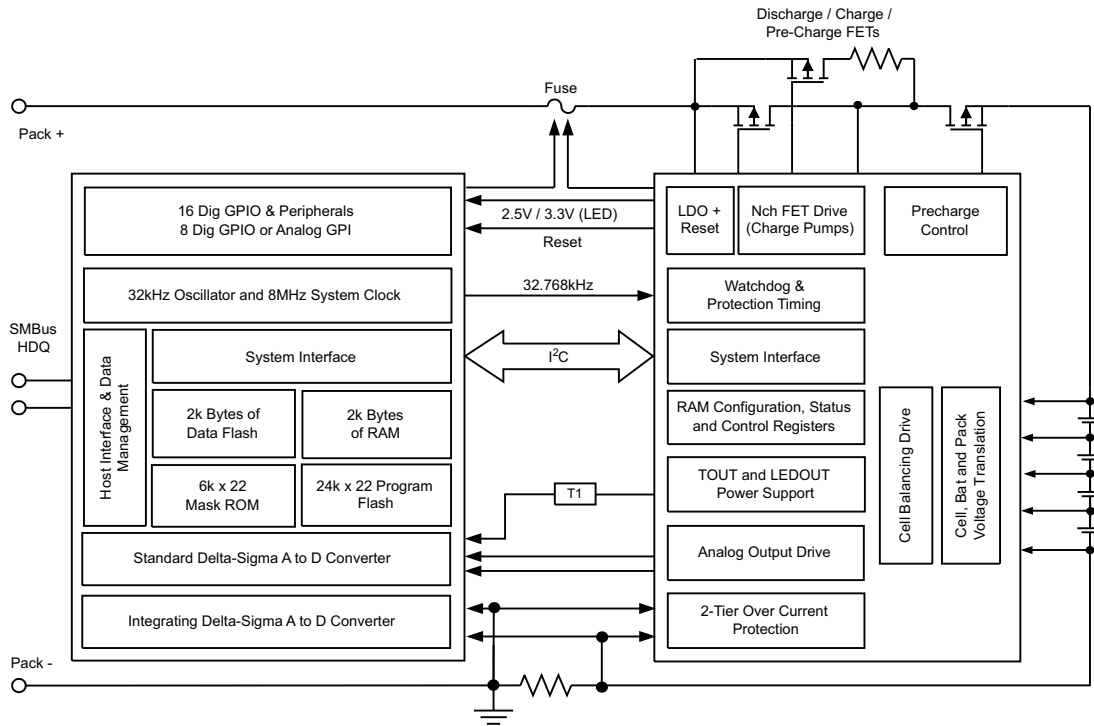 Discharge / Charge /
Pre-Charge FETs
Fuse
Pack +
16 Dig GPIO & Peripherals
8 Dig GPIO or Analog GPI
2.5V / 3.3V (LED)
Reset
LDO +
Reset
Nch FET Drive
(Charge Pumps)
Precharge
Control
32kHz Oscillator and 8MHz System Clock
32.768kHz
Watchdog &
Protection Timing
SMBus
HDQ
Host Interface & Data
Management
System Interface
I²C
System Interface
2k Bytes of
Data Flash
2k Bytes
of RAM
RAM Configuration, Status
and Control Registers
6k x 22
Mask ROM
24k x 22 Program
Flash
T1
TOUT and LEDOUT
Power Support
Cell Balancing Drive
Cell, Bat and Pack
Voltage Translation
Standard Delta-Sigma A to D Converter
Analog Output Drive
Integrating Delta-Sigma A to D Converter
2-Tier Over Current
Protection
Pack -